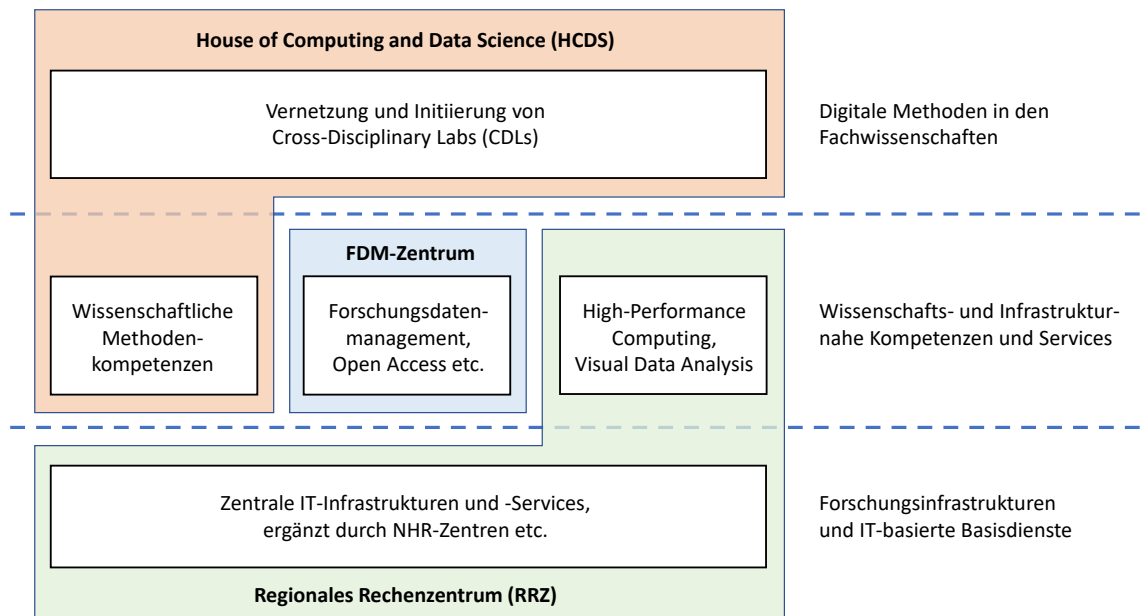 House of Computing and Data Science (HCDS)
Vernetzung und Initiierung von
Cross-Disciplinary Labs (CDLs)
Digitale Methoden in den
Fachwissenschaften
FDM-Zentrum
Wissenschaftliche
Methoden-
kompetenzen
Forschungsdaten-
management,
Open Access etc.
High-Performance
Computing,
Visual Data Analysis
Wissenschafts- und Infrastruktur-
nahe Kompetenzen und Services
Zentrale IT-Infrastrukturen und -Services,
ergänzt durch NHR-Zentren etc.
Forschungsinfrastrukturen
und IT-basierte Basisdienste
Regionales Rechenzentrum (RRZ)